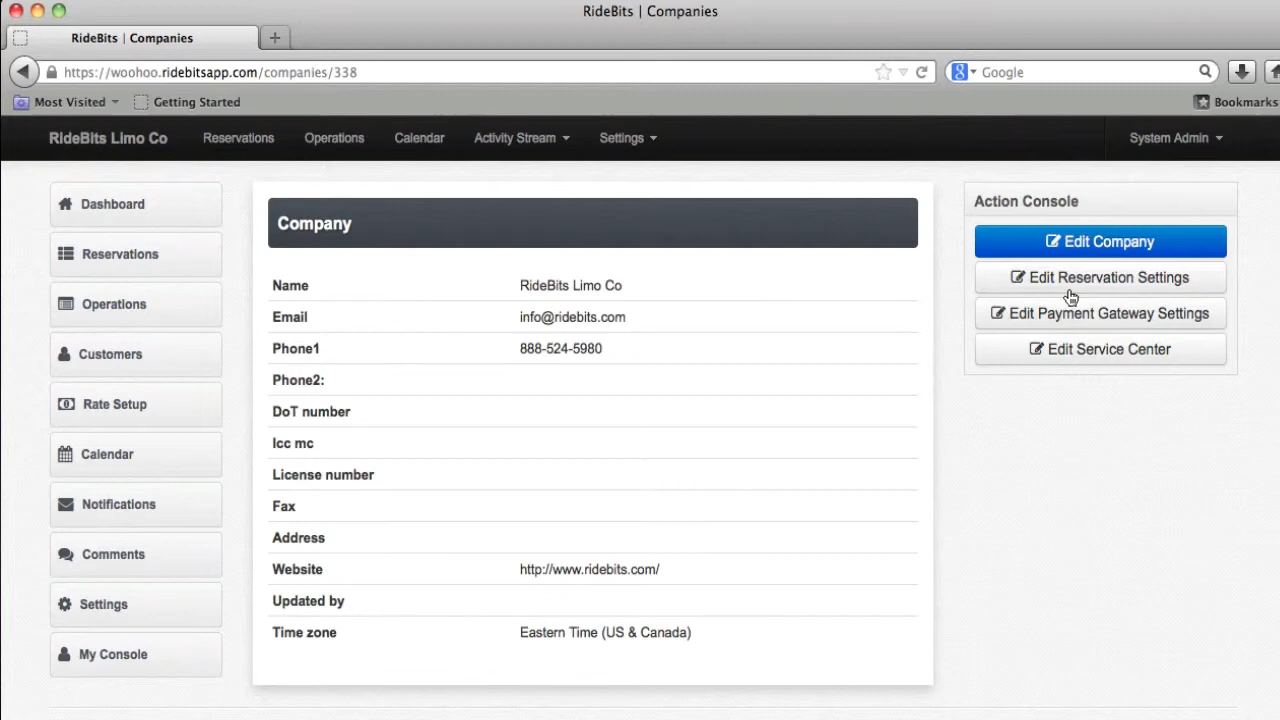 RideBits | Companies
RideBits | Companies
https://woohoo.ridebitsapp.com/companies/338
Google
Most Visited
Getting Started
Bookmarks
RideBits Limo Co
Reservations
Operations
Calendar
Activity Stream
Settings
System Admin
Dashboard
Reservations
Operations
Customers
Rate Setup
Calendar
Notifications
Comments
Settings
My Console
Company
Name RideBits Limo Co
Email info@ridebits.com
Phone1 888-524-5980
Phone2:
DoT number
Icc mc
License number
Fax
Address
Website http://www.ridebits.com/
Updated by
Time zone Eastern Time (US & Canada)
Action Console
Edit Company
Edit Reservation Settings
Edit Payment Gateway Settings
Edit Service Center